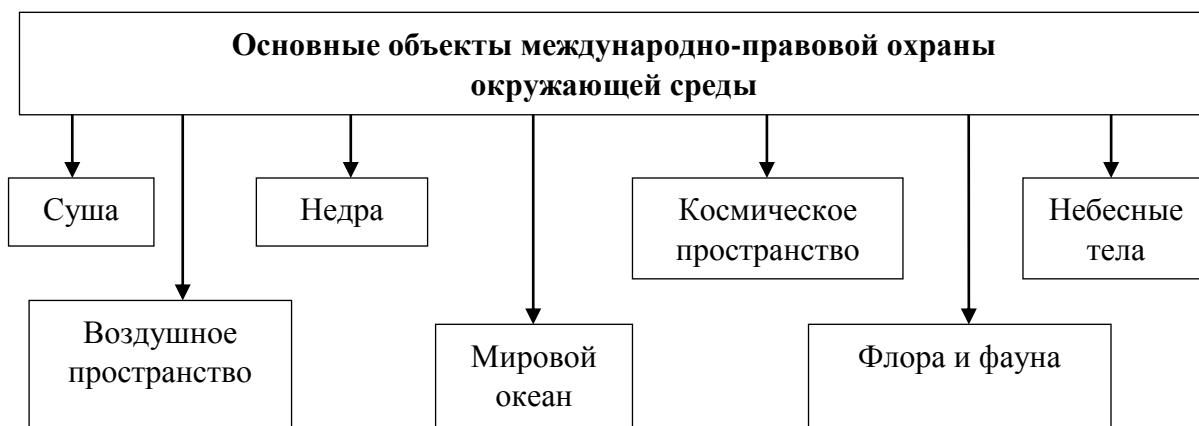 Основные объекты международно-правовой охраны
окружающей среды
Суша
Недра
Космическое
пространство
Небесные
тела
Воздушное
пространство
Мировой
океан
Флора и фауна